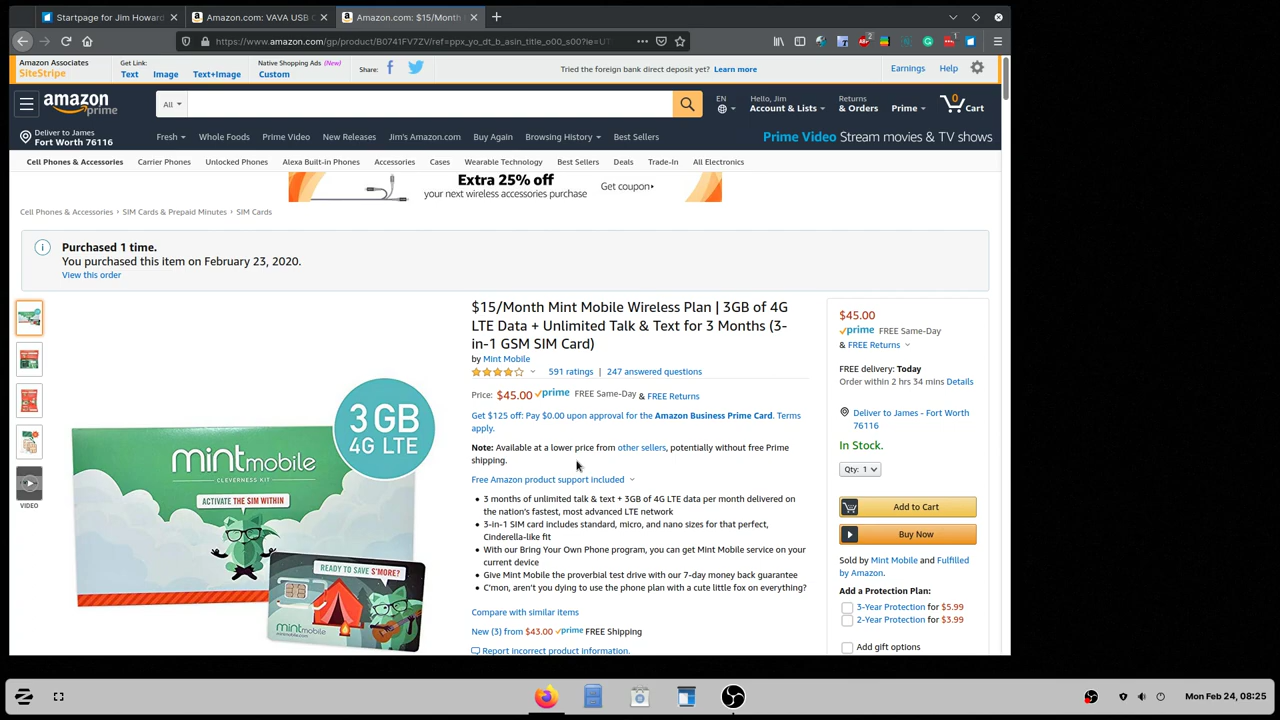 Startpage for Jim Howard
Amazon.com: VAVA USB C
Amazon.com: $15/Month
https://www.amazon.com/gp/product/B0741FV7ZV/ref=ppx_yo_dt_b_asin_title_o00_s00?ie=UT
Amazon Associates
SiteStripe
Get Link:
Text Image Text+Image
Native Shopping Ads (New)
Custom
Share:
Tried the foreign bank direct deposit yet? Learn more
Earnings Help
amazon
prime
All
EN
Hello, Jim
Account & Lists
Returns
& Orders
Prime
0
Cart
Deliver to James
Fort Worth 76116
Fresh Whole Foods Prime Video New Releases Jim's Amazon.com Buy Again Browsing History Best Sellers
Prime Video Stream movies & TV shows
Cell Phones & Accessories Carrier Phones Unlocked Phones Alexa Built-in Phones Accessories Cases Wearable Technology Best Sellers Deals Trade-In All Electronics
Extra 25% off
your next wireless accessories purchase
Get coupon
Cell Phones & Accessories › SIM Cards & Prepaid Minutes › SIM Cards
Purchased 1 time.
You purchased this item on February 23, 2020.
View this order
VIDEO
3 GB
4G LTE
mintmobile
CLEVERNESS KIT
ACTIVATE THE SIM WITHIN
READY TO SAVE S'MORE?
mintmobile
$15/Month Mint Mobile Wireless Plan | 3GB of 4G
LTE Data + Unlimited Talk & Text for 3 Months (3-
in-1 GSM SIM Card)
by Mint Mobile
591 ratings | 247 answered questions
Price: $45.00 prime FREE Same-Day & FREE Returns
Get $125 off: Pay $0.00 upon approval for the Amazon Business Prime Card. Terms
apply.
Note: Available at a lower price from other sellers, potentially without free Prime
shipping.
Free Amazon product support included
• 3 months of unlimited talk & text + 3GB of 4G LTE data per month delivered on
the nation's fastest, most advanced LTE network
• 3-in-1 SIM card includes standard, micro, and nano sizes for that perfect,
Cinderella-like fit
• With our Bring Your Own Phone program, you can get Mint Mobile service on your
current device
• Give Mint Mobile the proverbial test drive with our 7-day money back guarantee
• C'mon, aren't you dying to use the phone plan with a cute little fox on everything?
Compare with similar items
New (3) from $43.00 prime FREE Shipping
Report incorrect product information.
$45.00
prime FREE Same-Day
& FREE Returns
FREE delivery: Today
Order within 2 hrs 34 mins Details
Deliver to James - Fort Worth
76116
In Stock.
Qty: 1
Add to Cart
Buy Now
Sold by Mint Mobile and Fulfilled
by Amazon.
Add a Protection Plan:
3-Year Protection for $5.99
2-Year Protection for $3.99
Add gift options
Mon Feb 24, 08:25